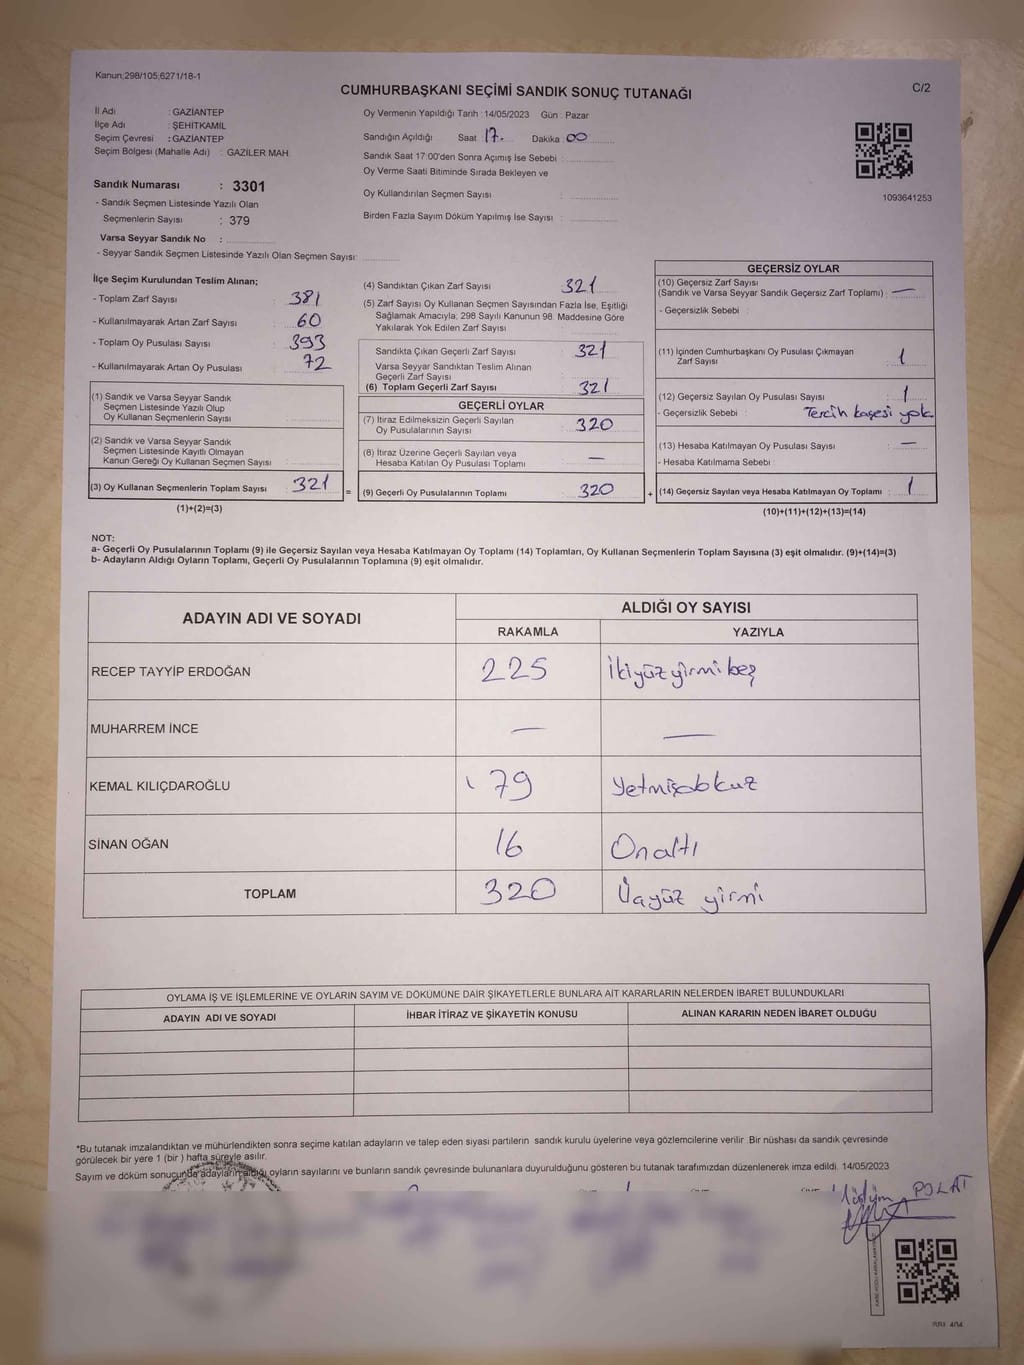 Kanun;298/105;6271/18-1
CUMHURBAŞKANI SEÇİMİ SANDIK SONUÇ TUTANAĞI
C/2
İl Adı : GAZİANTEP
İlçe Adı : ŞEHİTKAMİL
Seçim Çevresi : GAZİANTEP
Seçim Bölgesi (Mahalle Adı) : GAZİLER MAH
Oy Vermenin Yapıldığı Tarih : 14/05/2023 Gün : Pazar
Sandığın Açıldığı Saat 17- Dakika : 00
Sandık Saat 17:00'den Sonra Açımış İse Sebebi :
Oy Verme Saati Bitiminde Sırada Bekleyen ve
Oy Kullandırılan Seçmen Sayısı :
Birden Fazla Sayım Döküm Yapılmış İse Sayısı :
1093641253
Sandık Numarası : 3301
- Sandık Seçmen Listesinde Yazılı Olan
Seçmenlerin Sayısı : 379
Varsa Seyyar Sandık No :
- Seyyar Sandık Seçmen Listesinde Yazılı Olan Seçmen Sayısı:
İlçe Seçim Kurulundan Teslim Alınan;
- Toplam Zarf Sayısı : 381
- Kullanılmayarak Artan Zarf Sayısı : 60
- Toplam Oy Pusulası Sayısı : 393
- Kullanılmayarak Artan Oy Pusulası : 72
(1) Sandık ve Varsa Seyyar Sandık
Seçmen Listesinde Yazılı Olup
Oy Kullanan Seçmenlerin Sayısı :
(2) Sandık ve Varsa Seyyar Sandık
Seçmen Listesinde Kayıtlı Olmayan
Kanun Gereği Oy Kullanan Seçmen Sayısı :
(3) Oy Kullanan Seçmenlerin Toplam Sayısı : 321
(1)+(2)=(3)
(4) Sandıktan Çıkan Zarf Sayısı : 321
(5) Zarf Sayısı Oy Kullanan Seçmen Sayısından Fazla İse, Eşitliği
Sağlamak Amacıyla; 298 Sayılı Kanunun 98. Maddesine Göre
Yakılarak Yok Edilen Zarf Sayısı :
Sandıkta Çıkan Geçerli Zarf Sayısı : 321
Varsa Seyyar Sandıktan Teslim Alınan
Geçerli Zarf Sayısı :
(6) Toplam Geçerli Zarf Sayısı : 321
GEÇERLİ OYLAR
(7) İtiraz Edilmeksizin Geçerli Sayılan
Oy Pusulalarının Sayısı : 320
(8) İtiraz Üzerine Geçerli Sayılan veya
Hesaba Katılan Oy Pusulası Toplamı : —
= (9) Geçerli Oy Pusulalarının Toplamı : 320 +
GEÇERSİZ OYLAR
(10) Geçersiz Zarf Sayısı
(Sandık ve Varsa Seyyar Sandik Geçersiz Zarf Toplamı) : —
- Geçersizlik Sebebi :
(11) İçinden Cumhurbaşkanı Oy Pusulası Çıkmayan
Zarf Sayısı : 1
(12) Geçersiz Sayılan Oy Pusulası Sayısı : 1
- Geçersizlik Sebebi : Tercih kaşesi yok
(13) Hesaba Katılmayan Oy Pusulası Sayısı : —
- Hesaba Katılmama Sebebi :
(14) Geçersiz Sayılan veya Hesaba Katılmayan Oy Toplamı : 1
(10)+(11)+(12)+(13)=(14)
NOT:
a- Geçerli Oy Pusulalarının Toplamı (9) ile Geçersiz Sayılan veya Hesaba Katılmayan Oy Toplamı (14) Toplamları, Oy Kullanan Seçmenlerin Toplam Sayısına (3) eşit olmalıdır. (9)+(14)=(3)
b- Adayların Aldığı Oyların Toplamı, Geçerli Oy Pusulalarının Toplamına (9) eşit olmalıdır.
ADAYIN ADI VE SOYADI
ALDIĞI OY SAYISI
RAKAMLA YAZIYLA
RECEP TAYYİP ERDOĞAN 225 İkiyüzyirmibeş
MUHARREM İNCE — —
KEMAL KILIÇDAROĞLU 79 Yetmişdokuz
SİNAN OĞAN 16 Onaltı
TOPLAM 320 Üçyüz yirmi
OYLAMA İŞ VE İŞLEMLERINE VE OYLARIN SAYIM VE DÖKÜMÜNE DAİR ŞİKAYETLERLE BUNLARA AİT KARARLARIN NELERDEN İBARET BULUNDUKLARI
ADAYIN ADI VE SOYADI İHBAR İTİRAZ VE ŞİKAYETİN KONUSU ALINAN KARARIN NEDEN İBARET OLDUĞU
*Bu tutanak imzalandıktan ve mühürlendikten sonra seçime katılan adayların ve talep eden siyasi partilerin sandık kurulu üyelerine veya gözlemcilerine verilir. Bir nüshası da sandık çevresinde
görülecek bir yere 1 (bir ) hafta süreyle asılır.
Sayım ve döküm sonucunda adayların aldığı oyların sayılarını ve bunların sandık çevresinde bulunanlara duyurulduğunu gösteren bu tutanak tarafımızdan düzenlenerek imza edildi. 14/05/2023
POLAT